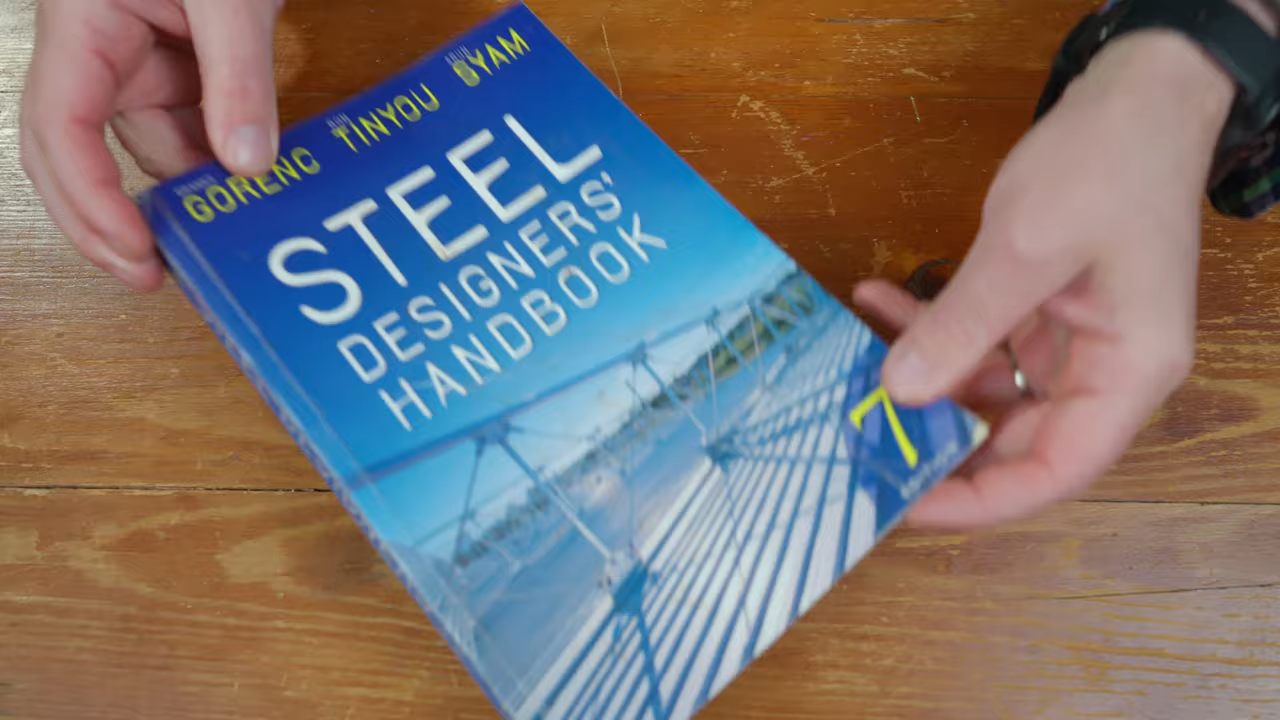 GORENC TINYOU SYAM
STEEL
DESIGNERS'
HANDBOOK
7